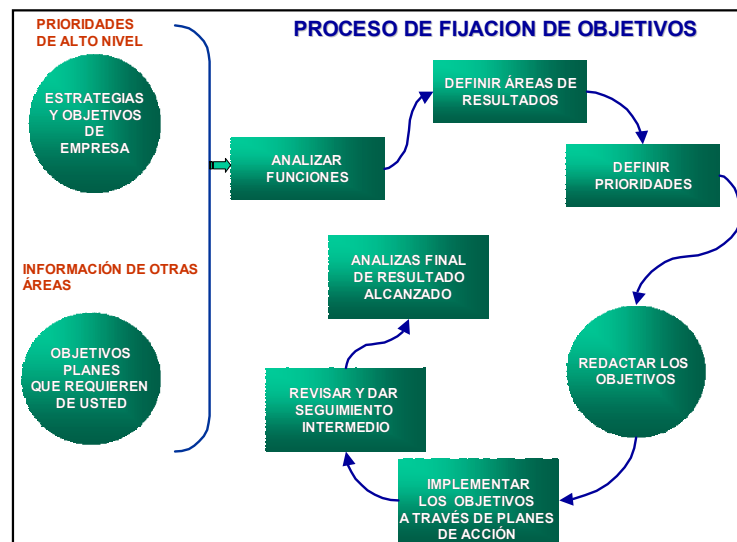 PRIORIDADES
DE ALTO NIVEL
PROCESO DE FIJACION DE OBJETIVOS
ESTRATEGIAS
Y OBJETIVOS
DE
EMPRESA
ANALIZAR
FUNCIONES
DEFINIR ÁREAS DE
RESULTADOS
DEFINIR
PRIORIDADES
INFORMACIÓN DE OTRAS
ÁREAS
OBJETIVOS
PLANES
QUE REQUIEREN
DE USTED
REDACTAR LOS
OBJETIVOS
IMPLEMENTAR
LOS OBJETIVOS
A TRAVÉS DE PLANES
DE ACCIÓN
REVISAR Y DAR
SEGUIMIENTO
INTERMEDIO
ANALIZAS FINAL
DE RESULTADO
ALCANZADO